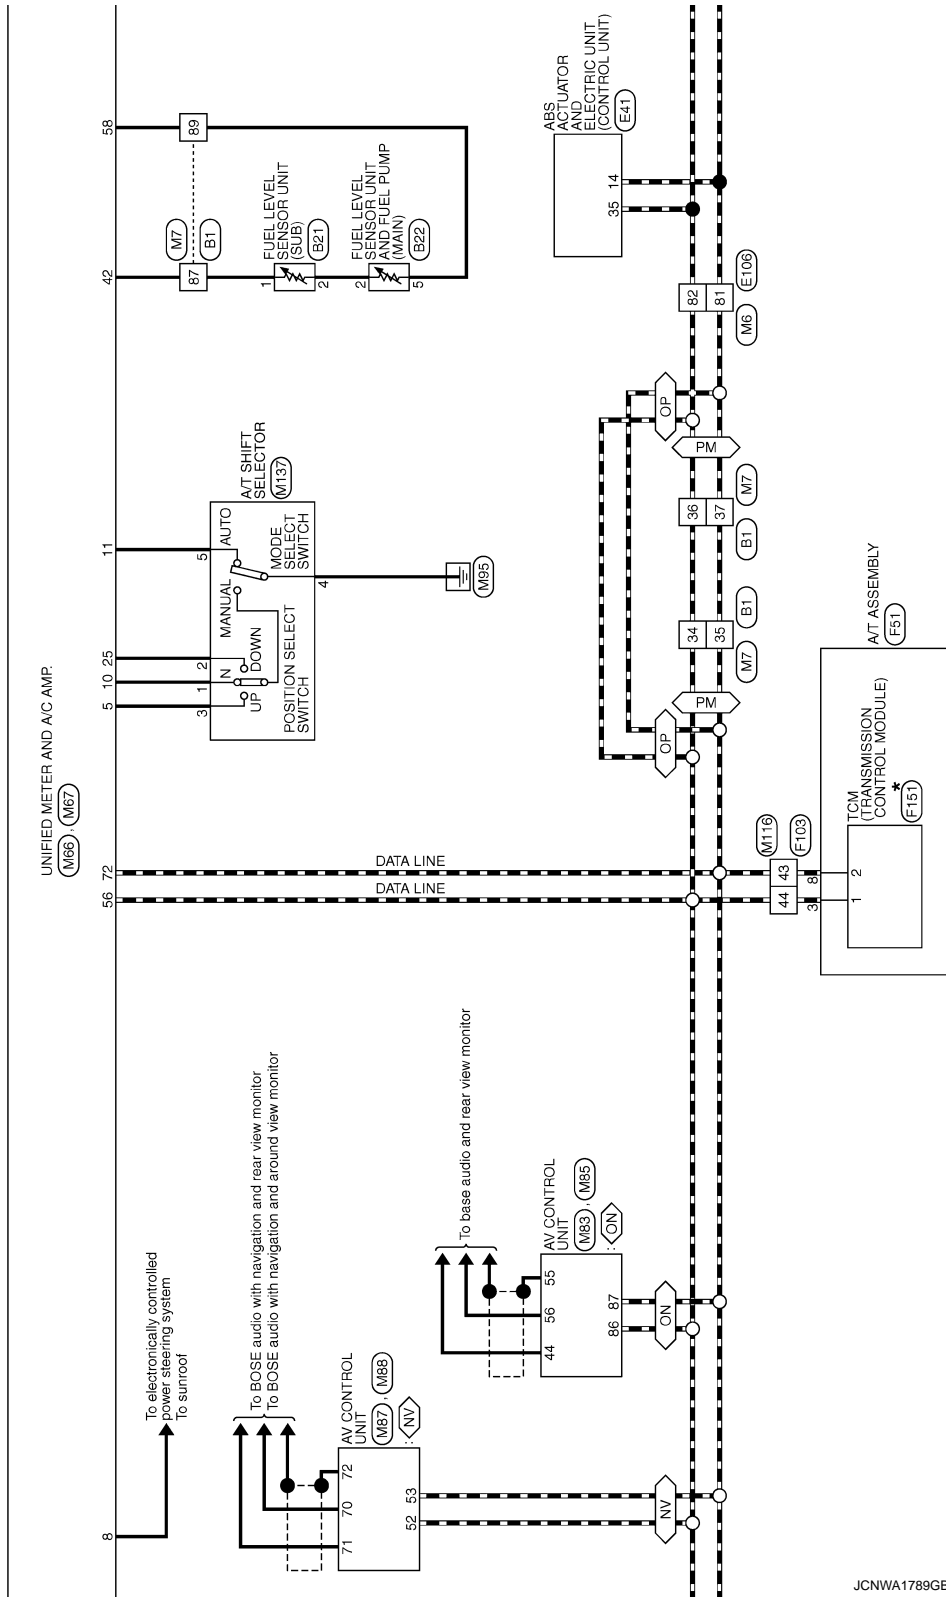 UNIFIED METER AND A/C AMP.
M66 , M67
8
To electronically controlled
power steering system
To sunroof
To BOSE audio with navigation and rear view monitor
To BOSE audio with navigation and around view monitor
AV CONTROL
UNIT
M87 , M88
: NV
71
70
72
52
53
NV
To base audio and rear view monitor
AV CONTROL
UNIT
M83 , M85
: ON
44
56
55
86
87
ON
56
72
DATA LINE
DATA LINE
M116
F103
44
43
3
8
A/T ASSEMBLY
F51
TCM
(TRANSMISSION
CONTROL MODULE)
*
F151
1
2
5
10
25
11
3
1
2
5
UP
N
DOWN
MANUAL
AUTO
POSITION SELECT
SWITCH
MODE
SELECT
SWITCH
A/T SHIFT
SELECTOR
M137
4
M95
OP
PM
M7
B1
34
35
B1
M7
36
37
PM
OP
M6
E106
82
81
42
58
87
89
M7
B1
FUEL LEVEL
SENSOR UNIT
(SUB)
B21
1
2
FUEL LEVEL
SENSOR UNIT
AND FUEL PUMP
(MAIN)
B22
2
5
ABS
ACTUATOR
AND
ELECTRIC UNIT
(CONTROL UNIT)
E41
35
14